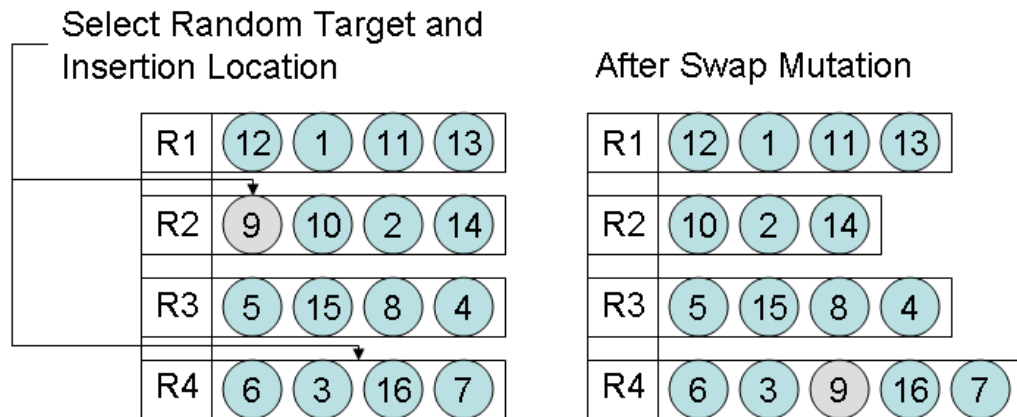 Select Random Target and
Insertion Location
R1 12 1 11 13
R2 9 10 2 14
R3 5 15 8 4
R4 6 3 16 7
After Swap Mutation
R1 12 1 11 13
R2 10 2 14
R3 5 15 8 4
R4 6 3 9 16 7